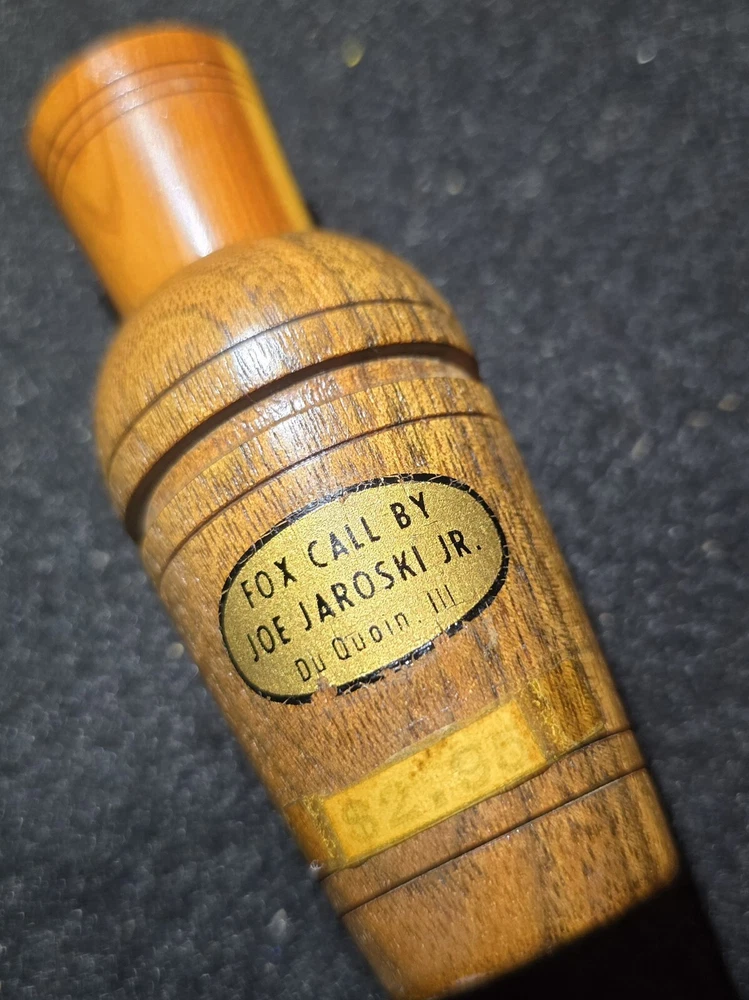 FOX CALL BY
JOE JAROSKI JR.
Du Quoin, Ill
$2.95